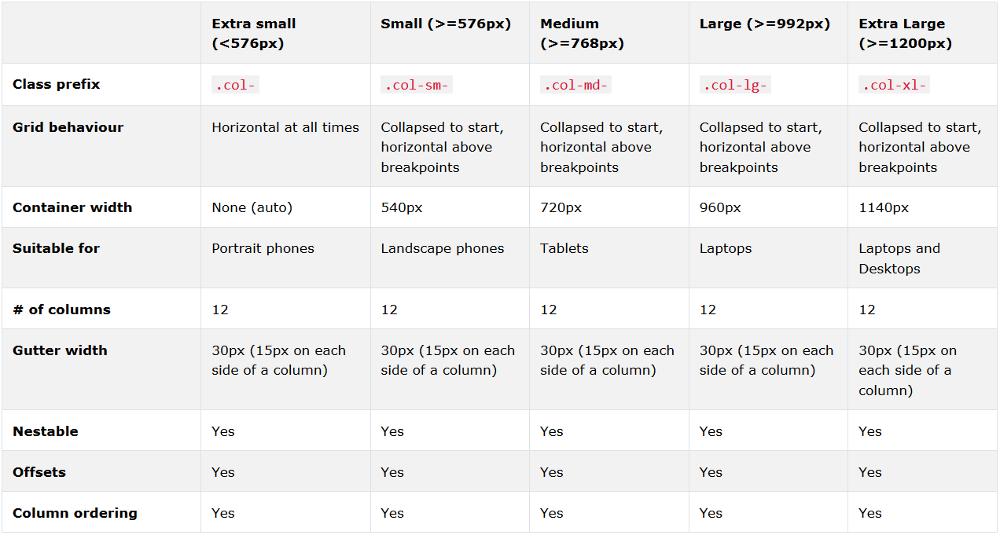 Extra small (<576px) Small (>=576px) Medium (>=768px) Large (>=992px) Extra Large (>=1200px)
Class prefix .col- .col-sm- .col-md- .col-lg- .col-xl-
Grid behaviour Horizontal at all times Collapsed to start, horizontal above breakpoints Collapsed to start, horizontal above breakpoints Collapsed to start, horizontal above breakpoints Collapsed to start, horizontal above breakpoints
Container width None (auto) 540px 720px 960px 1140px
Suitable for Portrait phones Landscape phones Tablets Laptops Laptops and Desktops
# of columns 12 12 12 12 12
Gutter width 30px (15px on each side of a column) 30px (15px on each side of a column) 30px (15px on each side of a column) 30px (15px on each side of a column) 30px (15px on each side of a column)
Nestable Yes Yes Yes Yes Yes
Offsets Yes Yes Yes Yes Yes
Column ordering Yes Yes Yes Yes Yes